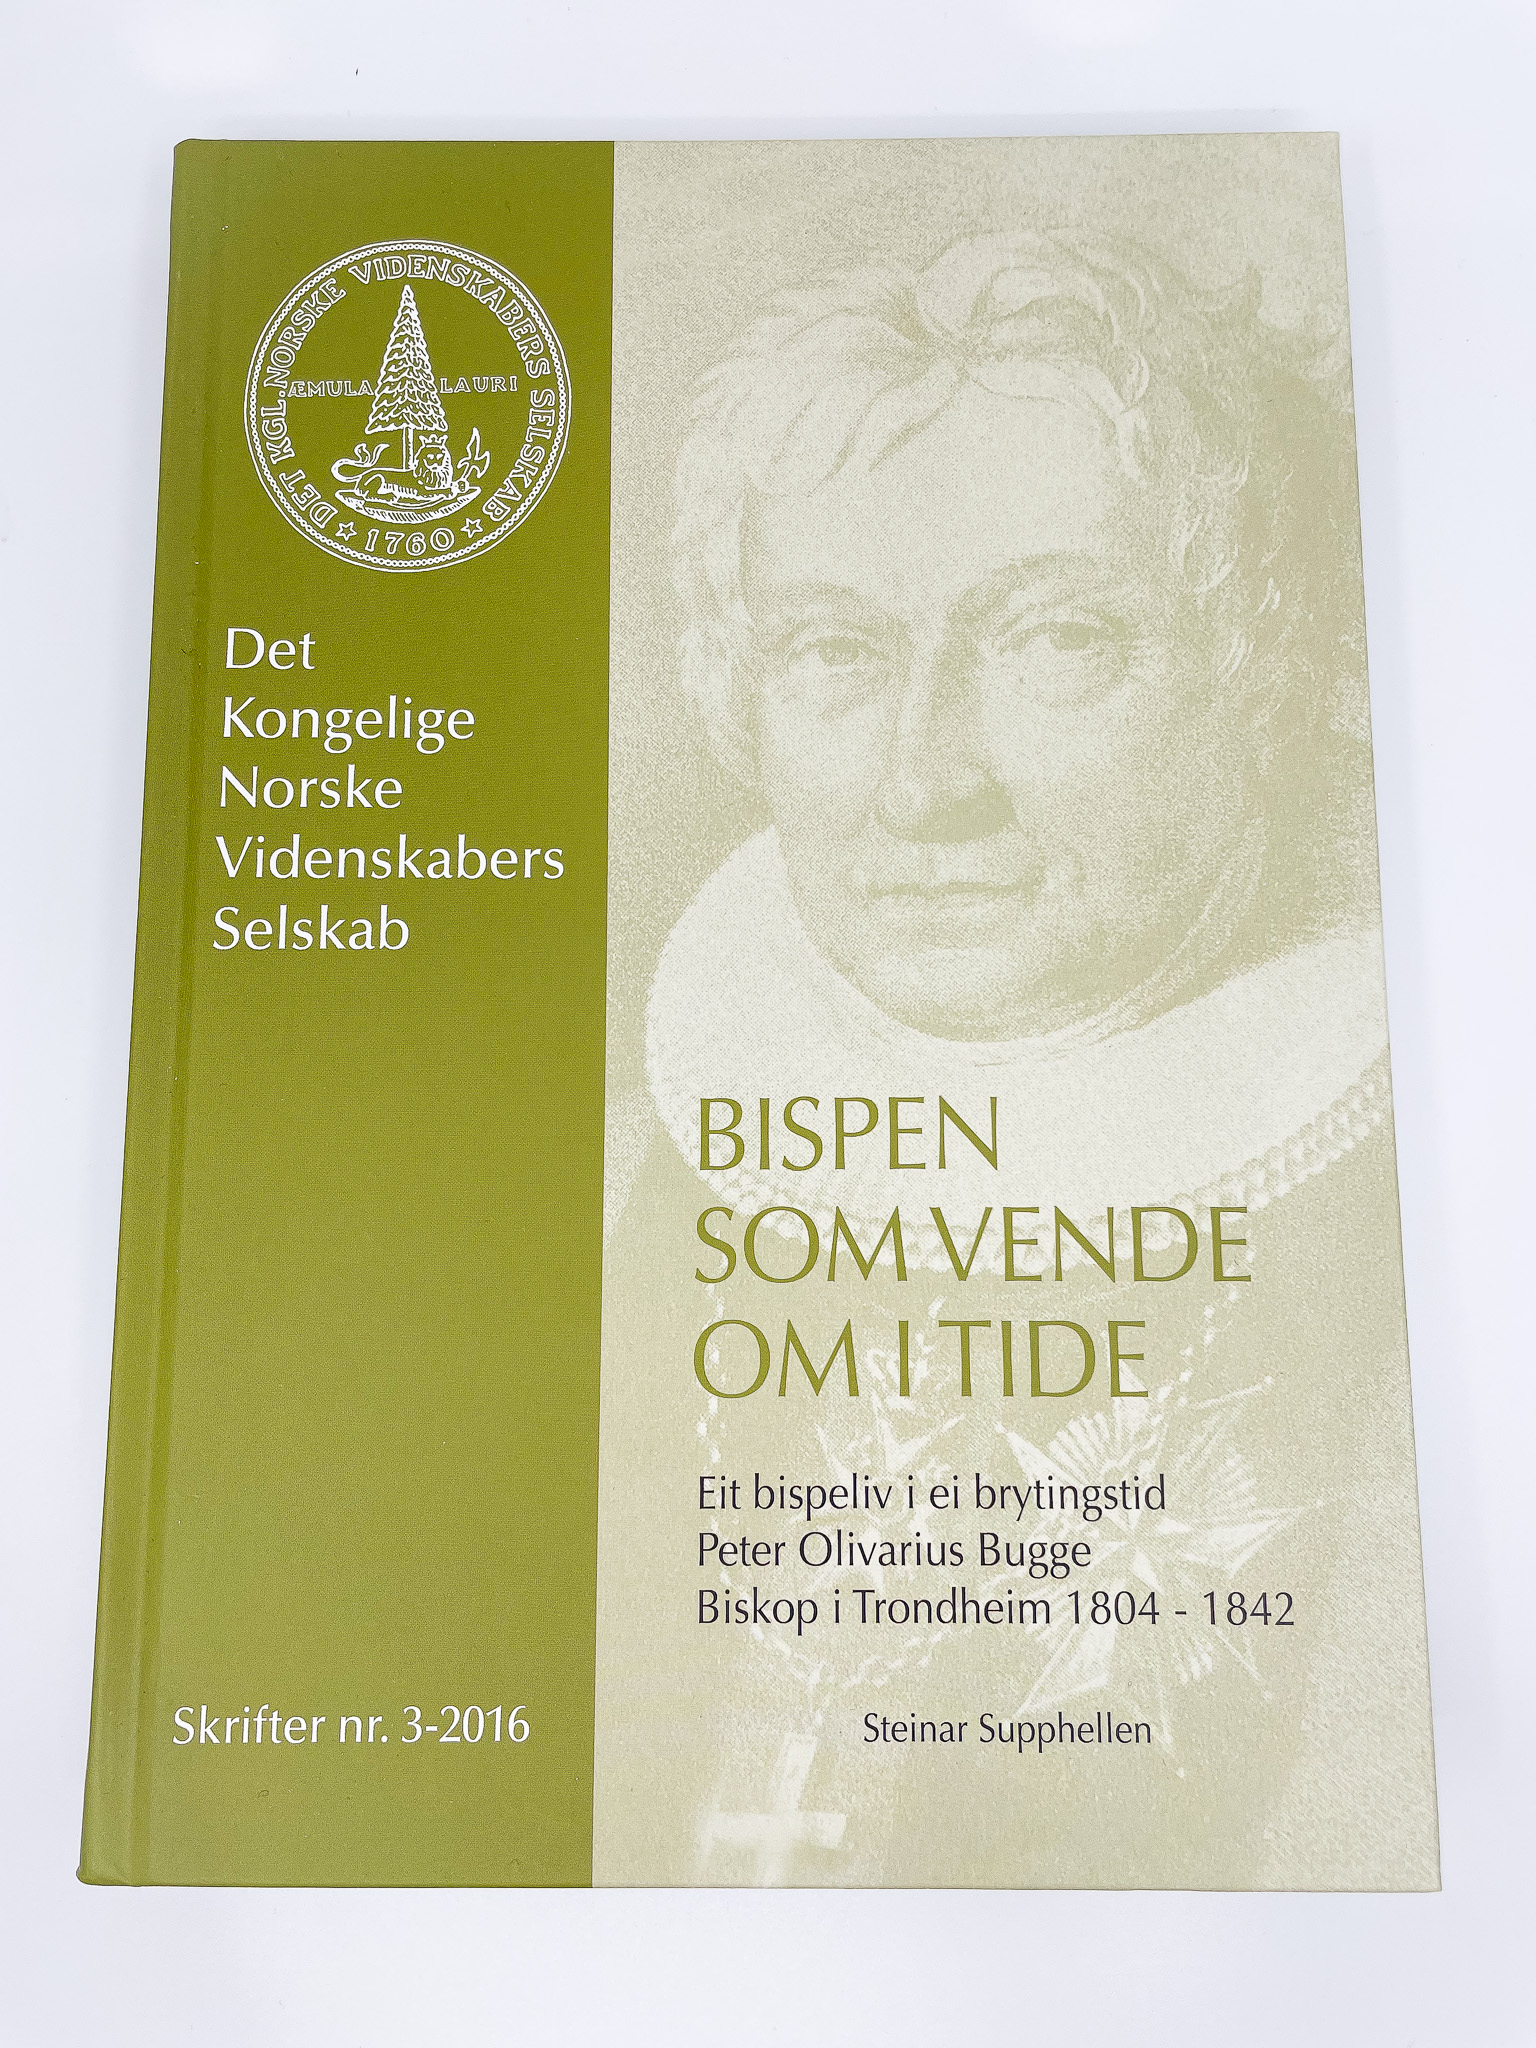 DET KGL. NORSKE VIDENSKABERS SELSKAB
ÆMULA LAURI
1760
Det
Kongelige
Norske
Videnskabers
Selskab
BISPEN
SOM VENDE
OM I TIDE
Eit bispeliv i ei brytingstid
Peter Olivarius Bugge
Biskop i Trondheim 1804 - 1842
Skrifter nr. 3-2016
Steinar Supphellen